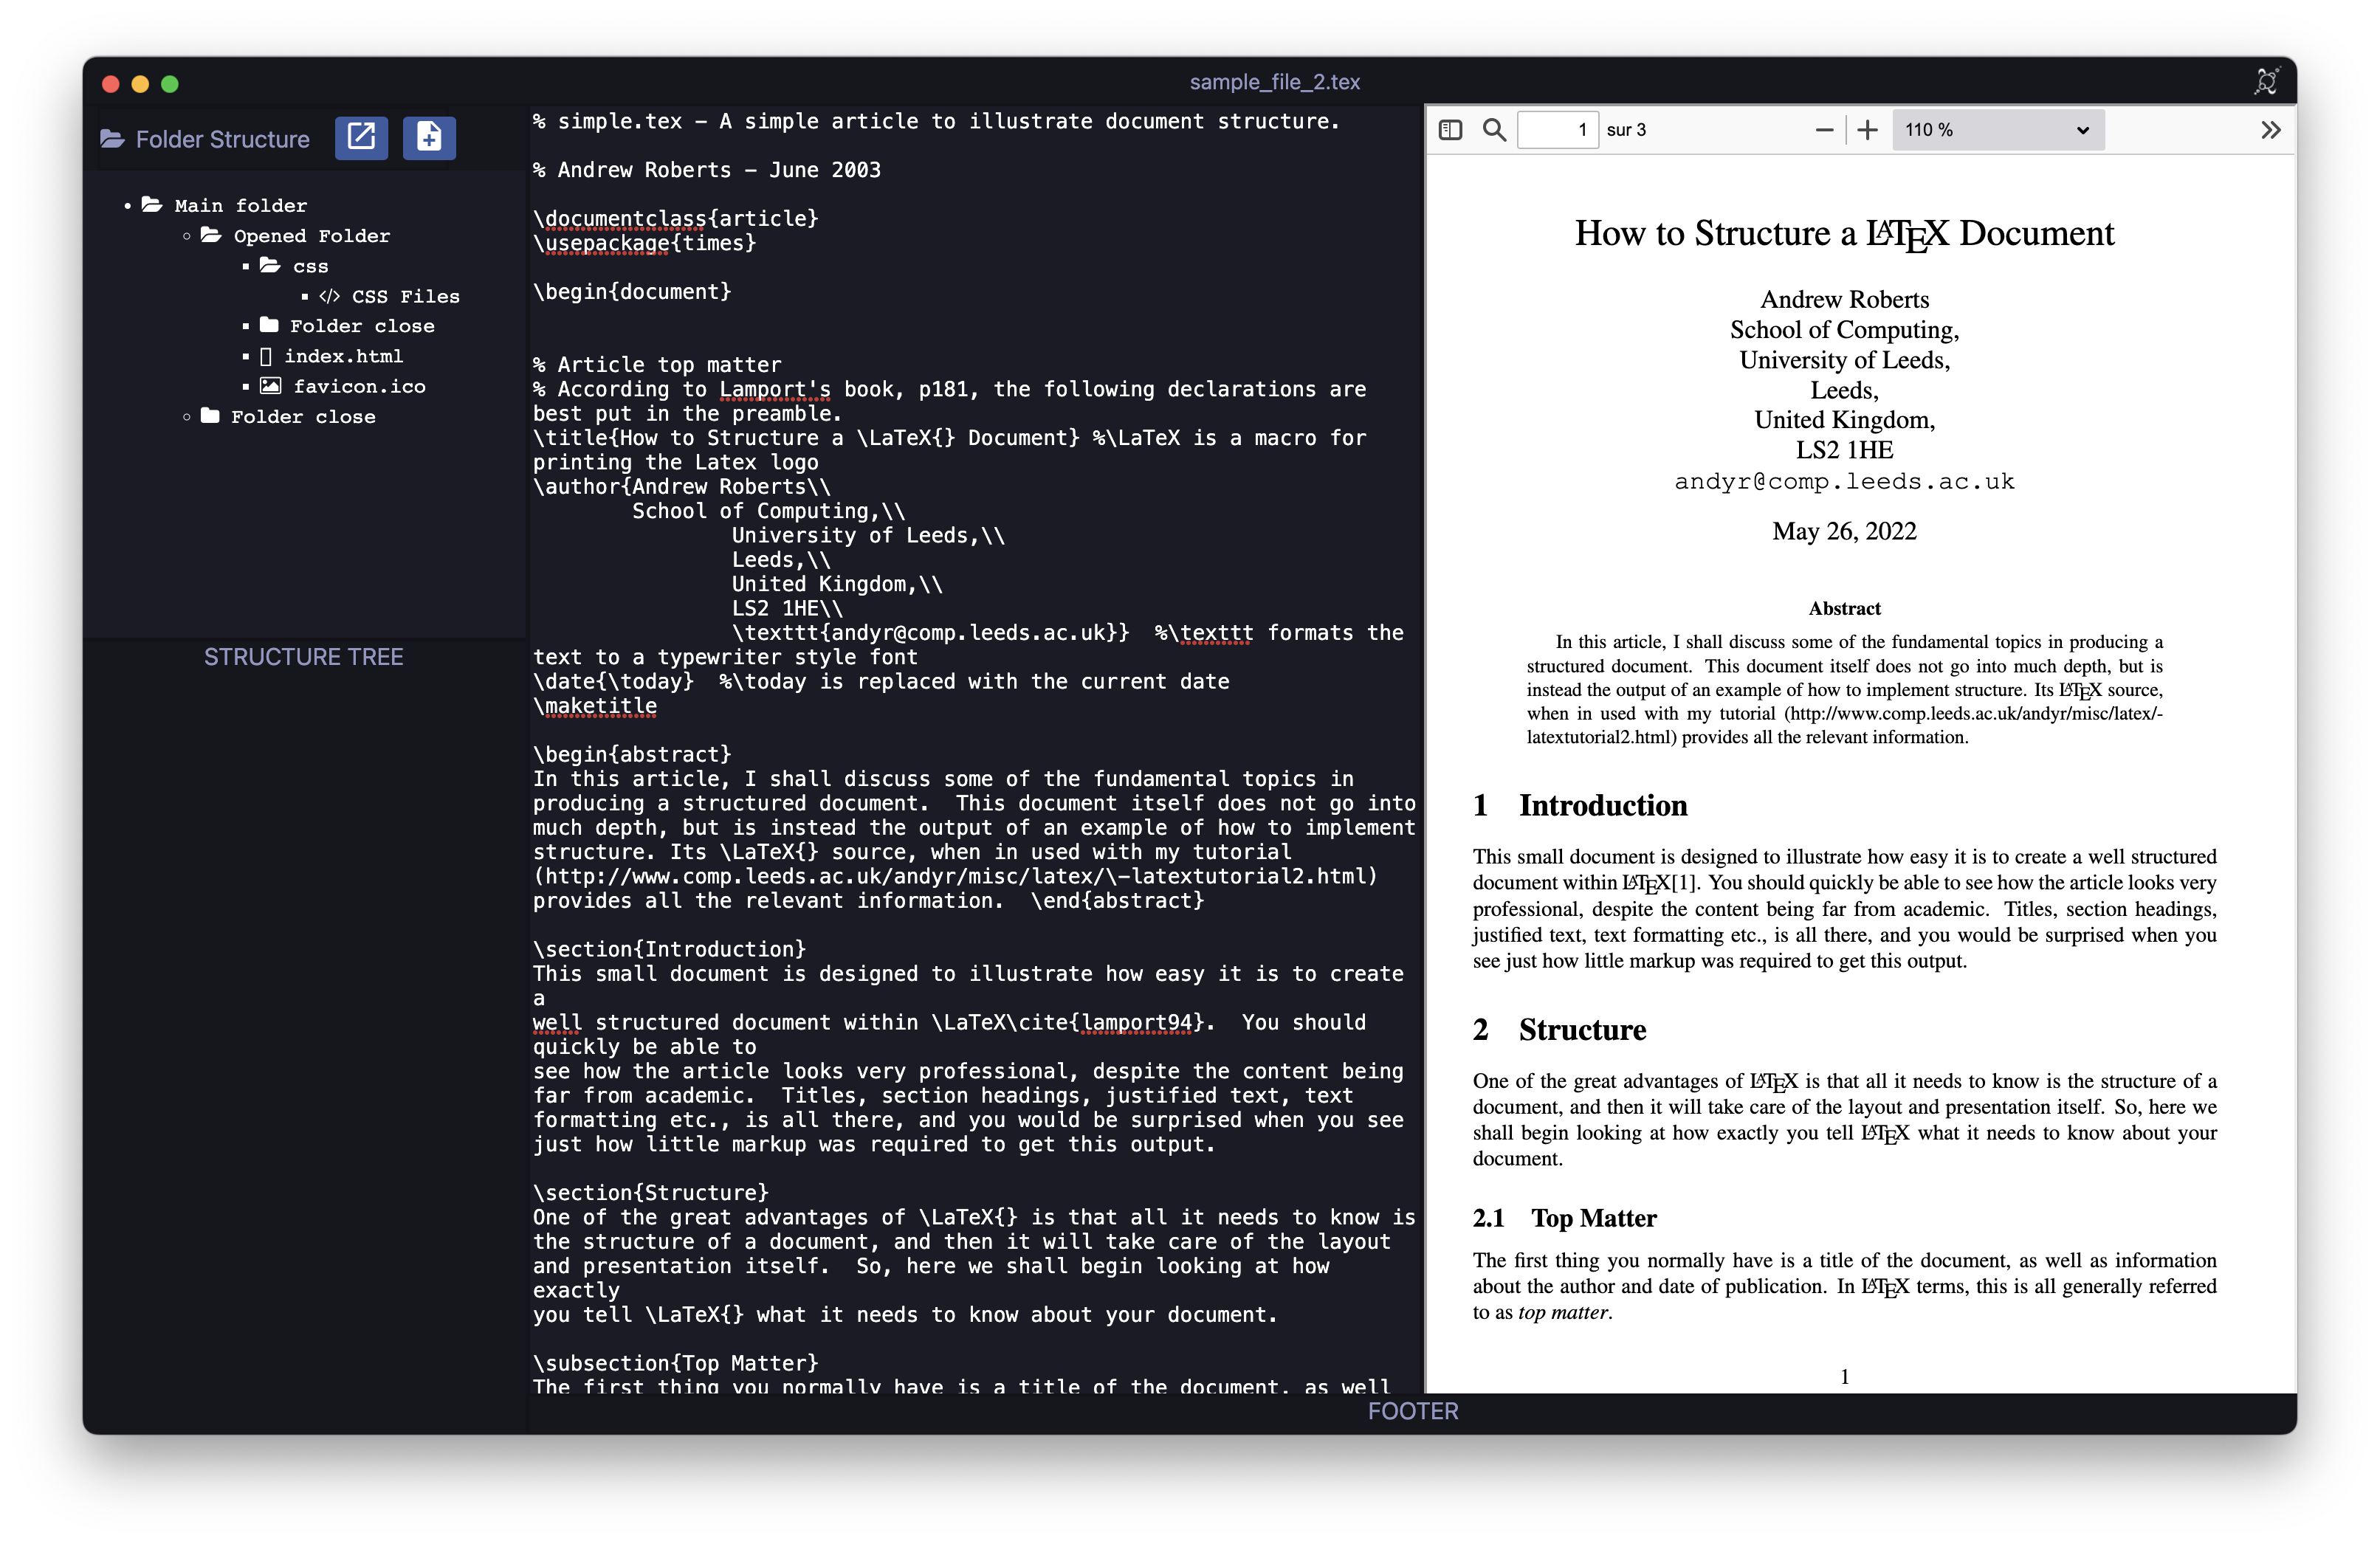 sample_file_2.tex
Folder Structure
Main folder
Opened Folder
css
</> CSS Files
Folder close
index.html
favicon.ico
Folder close
STRUCTURE TREE
% simple.tex – A simple article to illustrate document structure.
% Andrew Roberts – June 2003
\documentclass{article}
\usepackage{times}
\begin{document}
% Article top matter
% According to Lamport's book, p181, the following declarations are
best put in the preamble.
\title{How to Structure a \LaTeX{} Document} %\LaTeX is a macro for
printing the Latex logo
\author{Andrew Roberts\\
School of Computing,\\
University of Leeds,\\
Leeds,\\
United Kingdom,\\
LS2 1HE\\
\texttt{andyr@comp.leeds.ac.uk}}  %\texttt formats the
text to a typewriter style font
\date{\today}  %\today is replaced with the current date
\maketitle
\begin{abstract}
In this article, I shall discuss some of the fundamental topics in
producing a structured document.  This document itself does not go into
much depth, but is instead the output of an example of how to implement
structure. Its \LaTeX{} source, when in used with my tutorial
(http://www.comp.leeds.ac.uk/andyr/misc/latex/\-latextutorial2.html)
provides all the relevant information.  \end{abstract}
\section{Introduction}
This small document is designed to illustrate how easy it is to create
a
well structured document within \LaTeX\cite{lamport94}.  You should
quickly be able to
see how the article looks very professional, despite the content being
far from academic.  Titles, section headings, justified text, text
formatting etc., is all there, and you would be surprised when you see
just how little markup was required to get this output.
\section{Structure}
One of the great advantages of \LaTeX{} is that all it needs to know is
the structure of a document, and then it will take care of the layout
and presentation itself.  So, here we shall begin looking at how
exactly
you tell \LaTeX{} what it needs to know about your document.
\subsection{Top Matter}
The first thing you normally have is a title of the document, as well
1 sur 3
110 %
How to Structure a LATEX Document
Andrew Roberts
School of Computing,
University of Leeds,
Leeds,
United Kingdom,
LS2 1HE
andyr@comp.leeds.ac.uk
May 26, 2022
Abstract
In this article, I shall discuss some of the fundamental topics in producing a
structured document. This document itself does not go into much depth, but is
instead the output of an example of how to implement structure. Its LATEX source,
when in used with my tutorial (http://www.comp.leeds.ac.uk/andyr/misc/latex/-
latextutorial2.html) provides all the relevant information.
1 Introduction
This small document is designed to illustrate how easy it is to create a well structured
document within LATEX[1]. You should quickly be able to see how the article looks very
professional, despite the content being far from academic. Titles, section headings,
justified text, text formatting etc., is all there, and you would be surprised when you
see just how little markup was required to get this output.
2 Structure
One of the great advantages of LATEX is that all it needs to know is the structure of a
document, and then it will take care of the layout and presentation itself. So, here we
shall begin looking at how exactly you tell LATEX what it needs to know about your
document.
2.1 Top Matter
The first thing you normally have is a title of the document, as well as information
about the author and date of publication. In LATEX terms, this is all generally referred
to as top matter.
1
FOOTER